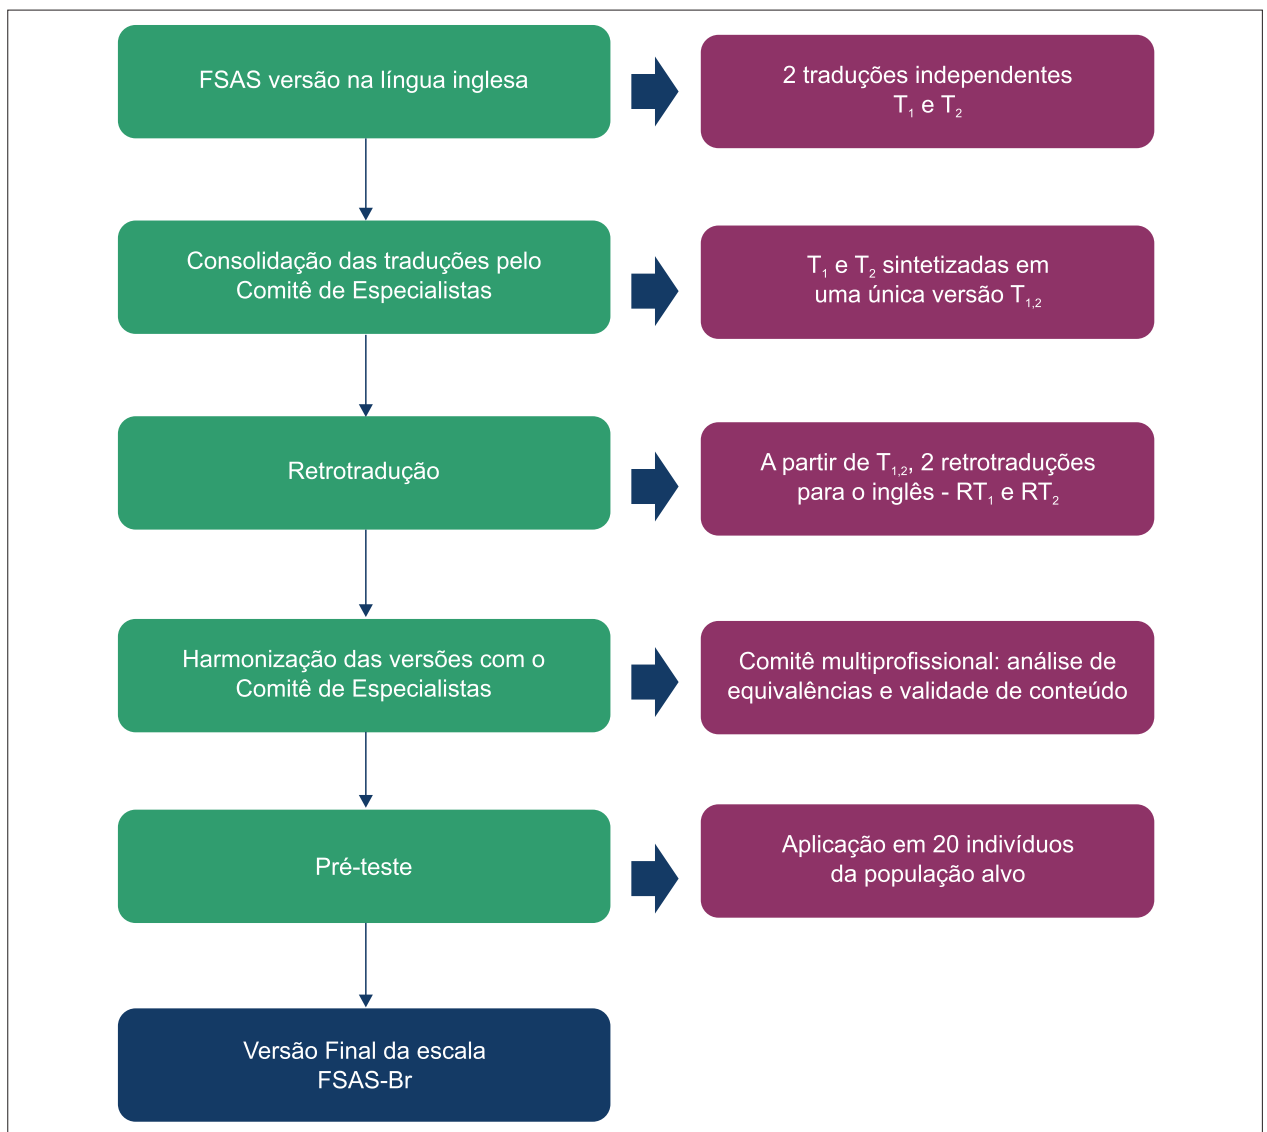 FSAS versão na língua inglesa
2 traduções independentes
T₁ e T₂
Consolidação das traduções pelo
Comitê de Especialistas
T₁ e T₂ sintetizadas em
uma única versão T₁,₂
Retrotradução
A partir de T₁,₂, 2 retrotraduções
para o inglês - RT₁ e RT₂
Harmonização das versões com o
Comitê de Especialistas
Comitê multiprofissional: análise de
equivalências e validade de conteúdo
Pré-teste
Aplicação em 20 indivíduos
da população alvo
Versão Final da escala
FSAS-Br